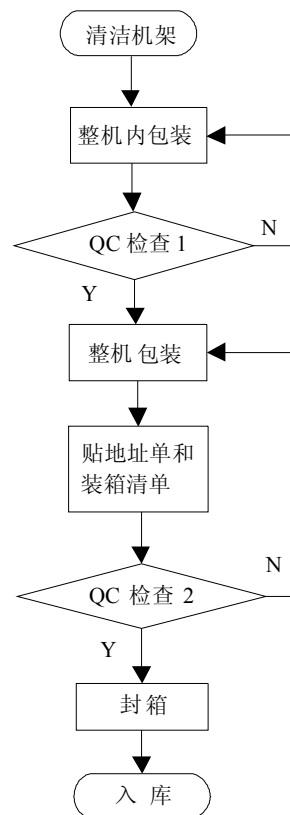 清洁机架
整机内包装
QC 检查 1
N
Y
整机 包装
贴地址单和
装箱清单
N
QC 检查 2
Y
封 箱
入 库